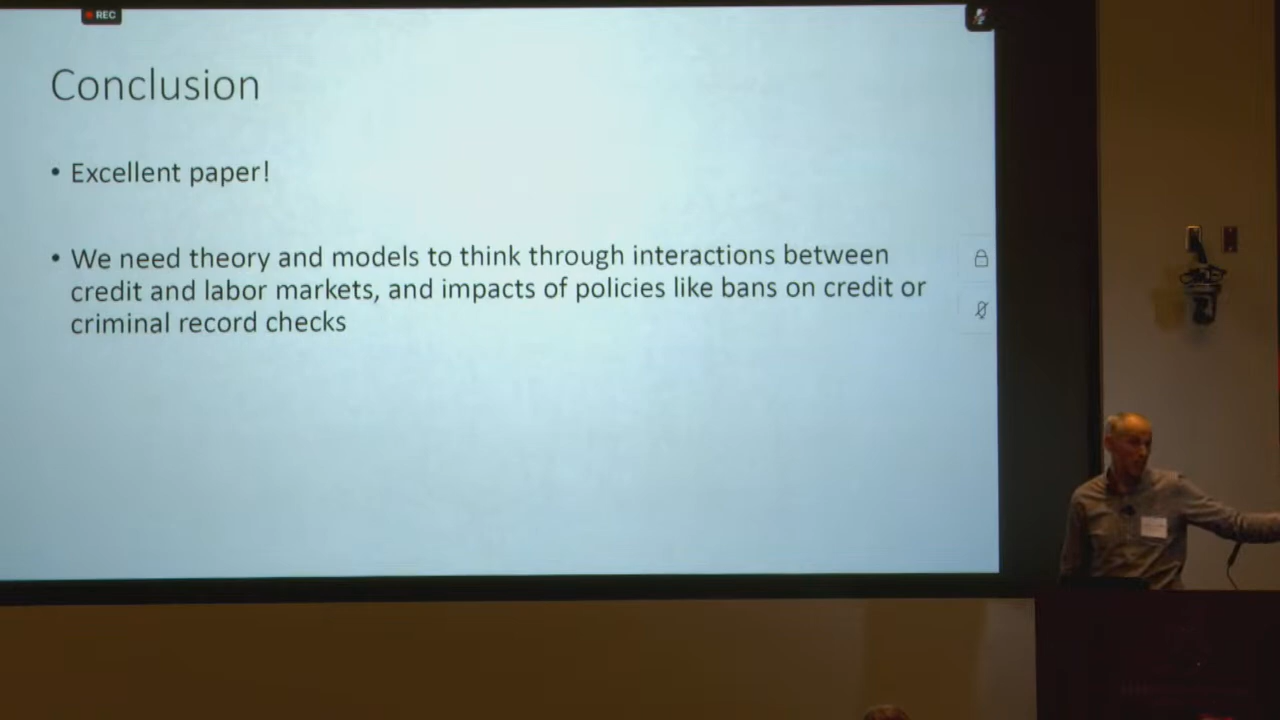 REC
Conclusion
• Excellent paper!
• We need theory and models to think through interactions between
credit and labor markets, and impacts of policies like bans on credit or
criminal record checks